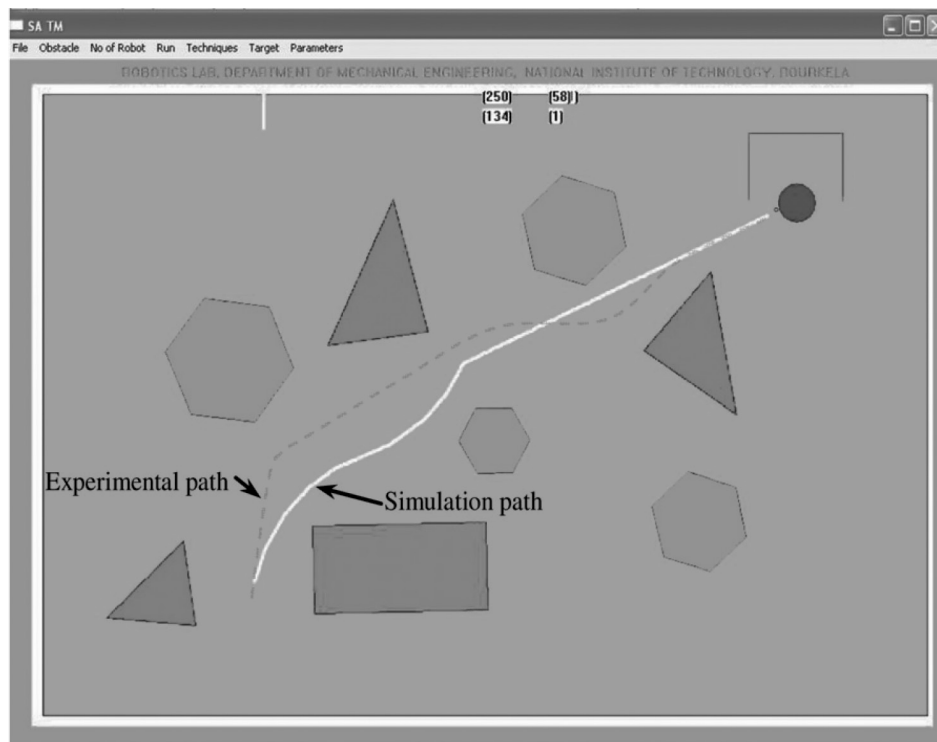 SA TM
File Obstacle No of Robot Run Techniques Target Parameters
ROBOTICS LAB, DEPARTMENT OF MECHANICAL ENGINEERING, NATIONAL INSTITUTE OF TECHNOLOGY, ROURKELA
(250) (58)
(134) (1)
Experimental path
Simulation path